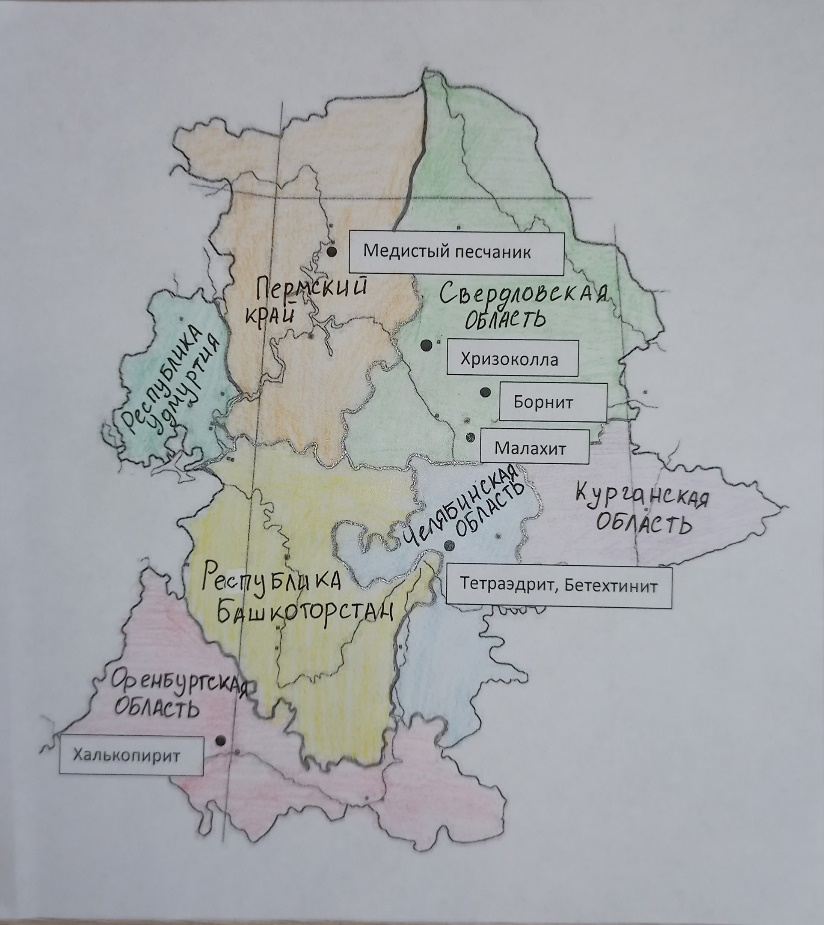 Медистый песчаник
Пермский
край
Свердловская
область
Хризоколла
Борнит
Малахит
Республика
Удмуртия
Челябинская
область
Курганская
область
Тетраэдрит, Бетехтинит
Республика
Башкоторстан
Оренбургская
область
Халькопирит